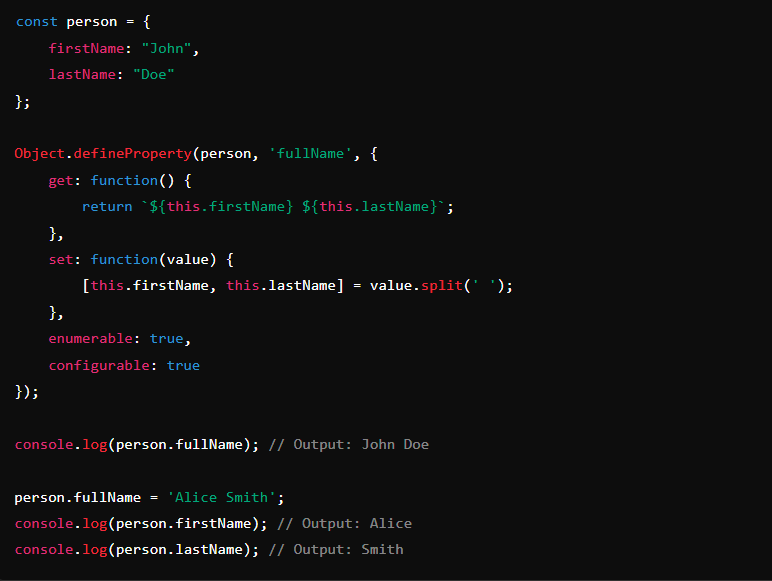 const person = {
    firstName: "John",
    lastName: "Doe"
};

Object.defineProperty(person, 'fullName', {
    get: function() {
        return `${this.firstName} ${this.lastName}`;
    },
    set: function(value) {
        [this.firstName, this.lastName] = value.split(' ');
    },
    enumerable: true,
    configurable: true
});

console.log(person.fullName); // Output: John Doe

person.fullName = 'Alice Smith';
console.log(person.firstName); // Output: Alice
console.log(person.lastName); // Output: Smith